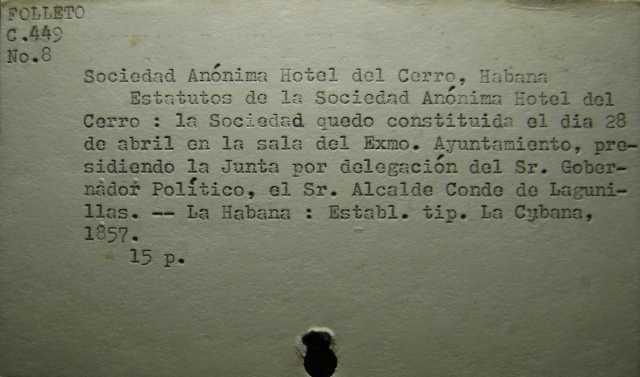 FOLLETO
C.449
No.8
Sociedad Anónima Hotel del Cerro, Habana
Estatutos de la Sociedad Anónima Hotel del
Cerro : la Sociedad quedo constituida el dia 28
de abril en la sala del Exmo. Ayuntamiento, pre-
sidiendo la Junta por delegación del Sr. Gober-
nador Político, el Sr. Alcalde Conde de Laguni-
llas. -- La Habana : Establ. tip. La Cubana,
1857.
15 p.